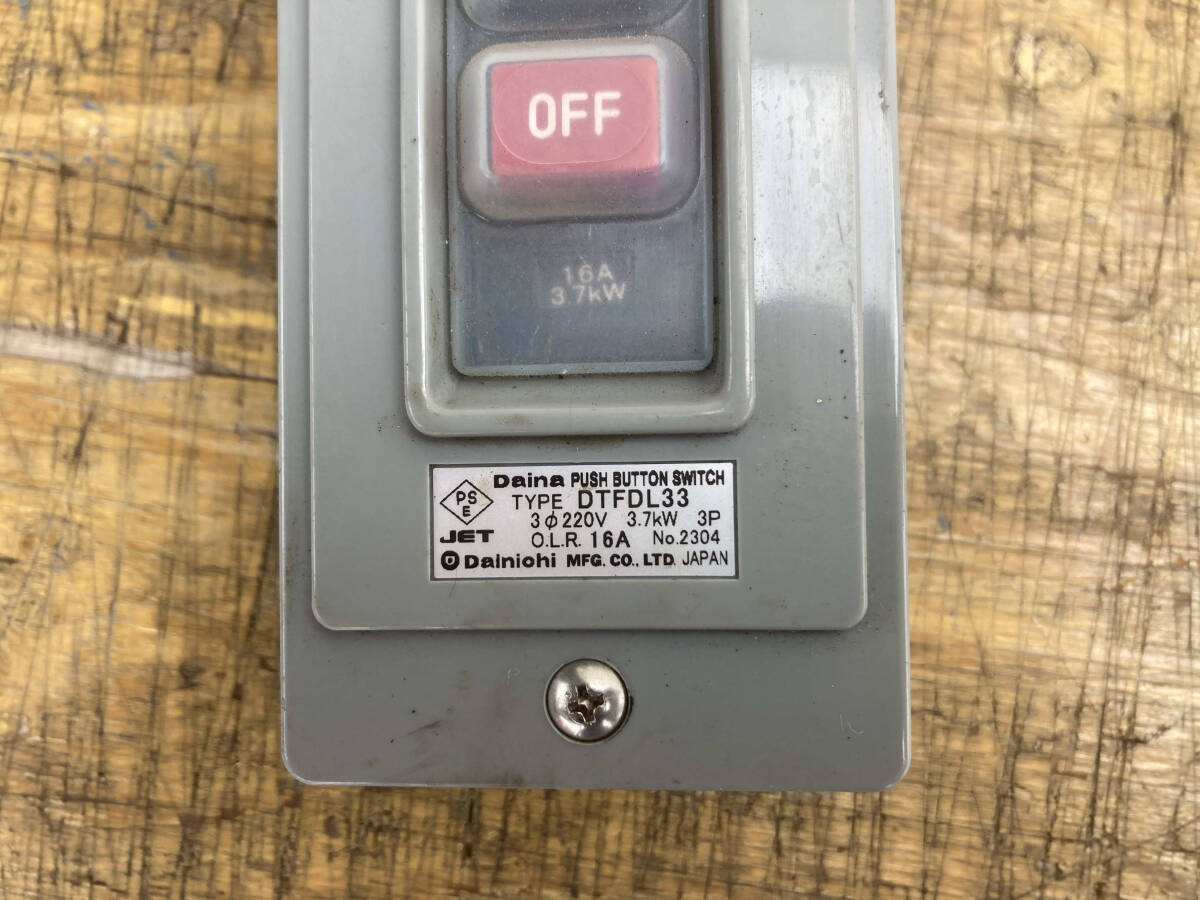 OFF
16A
3.7kW
Daina PUSH BUTTON SWITCH
PS
E
TYPE DTFDL33
3φ220V 3.7kW 3P
JET
O.L.R. 16A No.2304
Dainichi MFG. CO., LTD. JAPAN